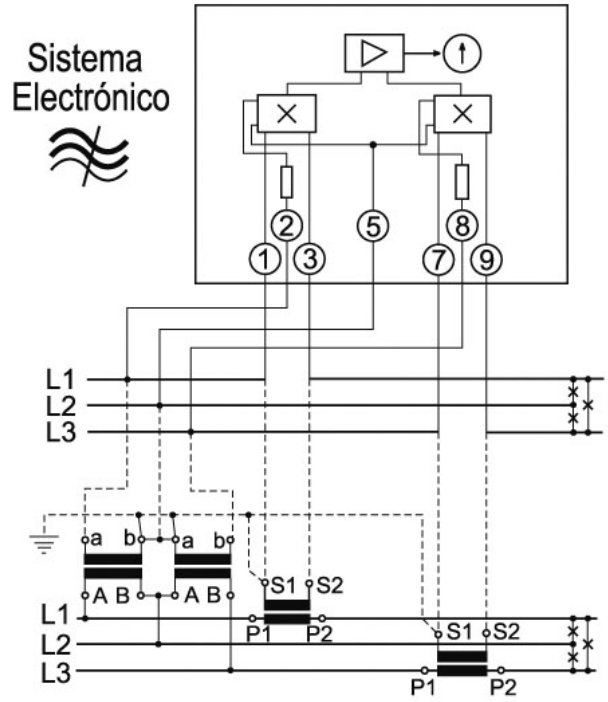 Sistema
Electrónico
2 5 8
1 3 7 9
L1
L2
L3
a b a b
A B A B S1 S2
L1
P1 P2 S1 S2
L2
L3
P1 P2